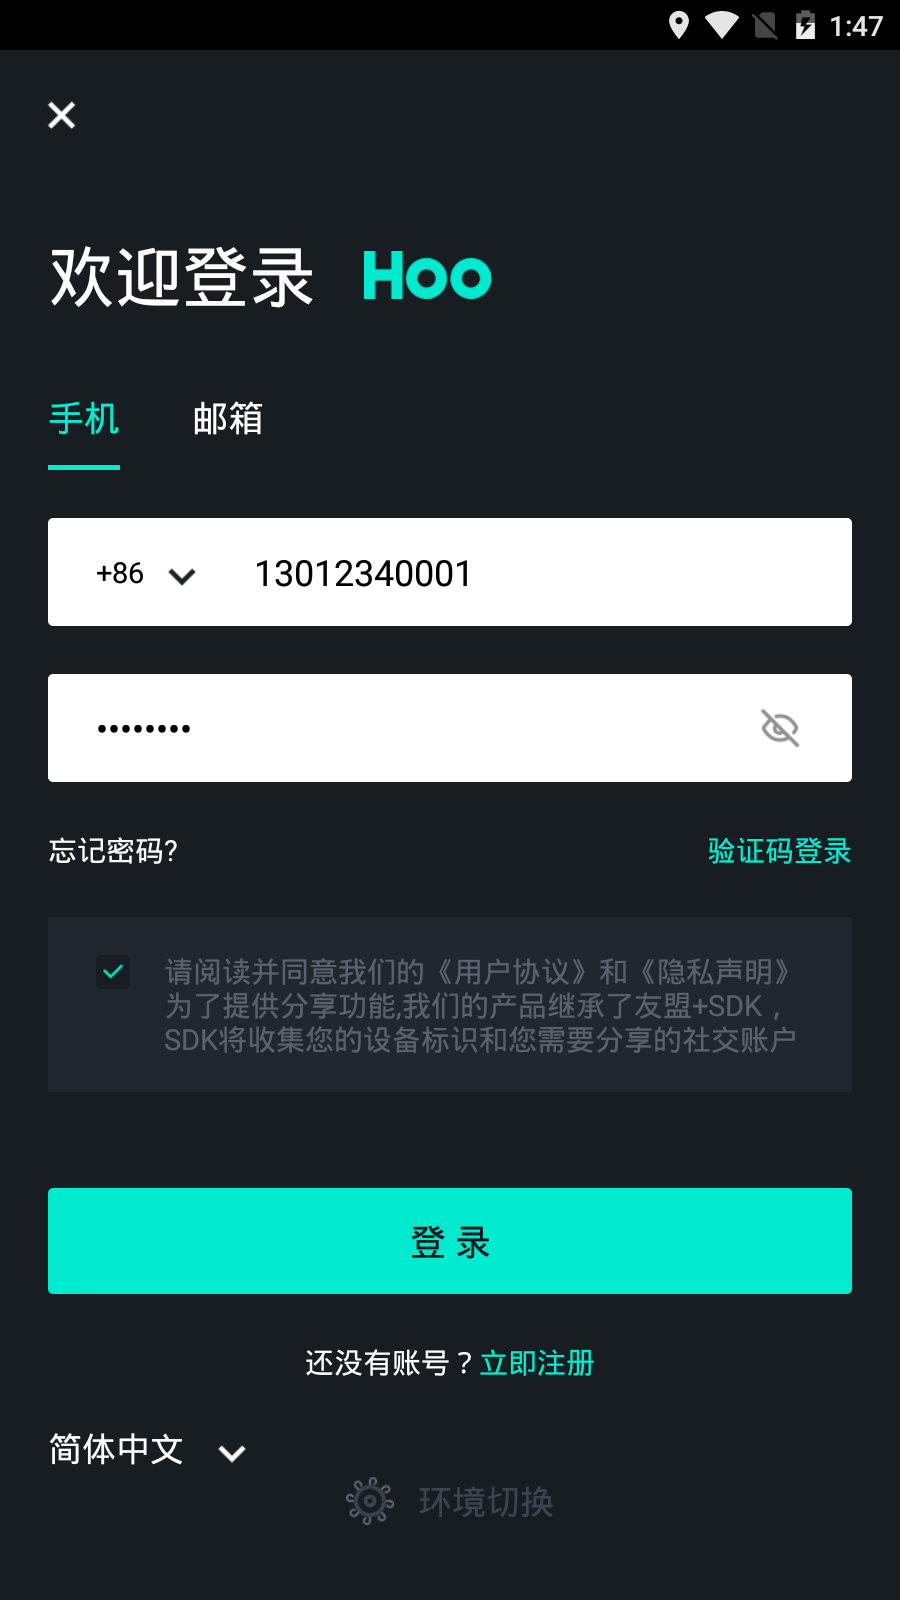 1:47
欢迎登录 Hoo
手机 邮箱
+86 13012340001
••••••••
忘记密码? 验证码登录
请阅读并同意我们的《用户协议》和《隐私声明》
为了提供分享功能,我们的产品继承了友盟+SDK，
SDK将收集您的设备标识和您需要分享的社交账户
登 录
还没有账号？立即注册
简体中文
环境切换